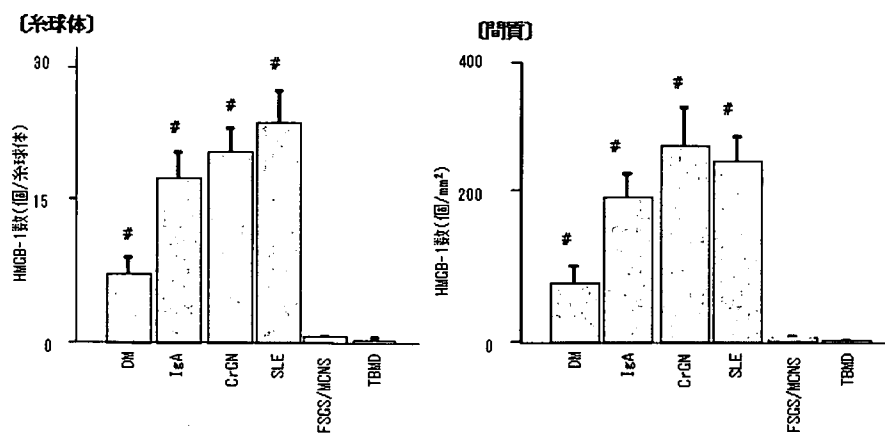 〔糸球体〕
HMGB-1数(個/糸球体)
30
15
0
#
#
#
#
DM
IgA
CrGN
SLE
FSGS/MCNS
TBMD
〔間質〕
HMGB-1数(個/mm²)
400
200
0
#
#
#
#
DM
IgA
CrGN
SLE
FSGS/MCNS
TBMD